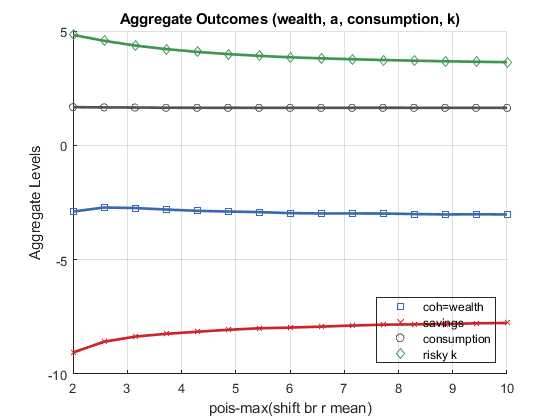 Aggregate Outcomes (wealth, a, consumption, k)
5
0
-5
-10
Aggregate Levels
2 3 4 5 6 7 8 9 10
pois-max(shift br r mean)
coh=wealth
savings
consumption
risky k